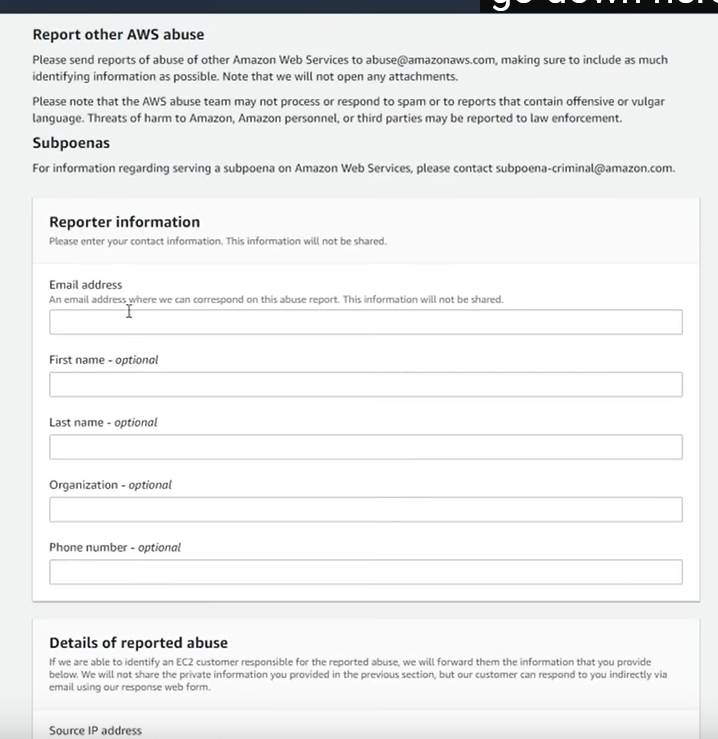 go down here
Report other AWS abuse
Please send reports of abuse of other Amazon Web Services to abuse@amazonaws.com, making sure to include as much
identifying information as possible. Note that we will not open any attachments.
Please note that the AWS abuse team may not process or respond to spam or to reports that contain offensive or vulgar
language. Threats of harm to Amazon, Amazon personnel, or third parties may be reported to law enforcement.
Subpoenas
For information regarding serving a subpoena on Amazon Web Services, please contact subpoena-criminal@amazon.com.
Reporter information
Please enter your contact information. This information will not be shared.
Email address
An email address where we can correspond on this abuse report. This information will not be shared.
First name - optional
Last name - optional
Organization - optional
Phone number - optional
Details of reported abuse
If we are able to identify an EC2 customer responsible for the reported abuse, we will forward them the information that you provide
below. We will not share the private information you provided in the previous section, but our customer can respond to you indirectly via
email using our response web form.
Source IP address